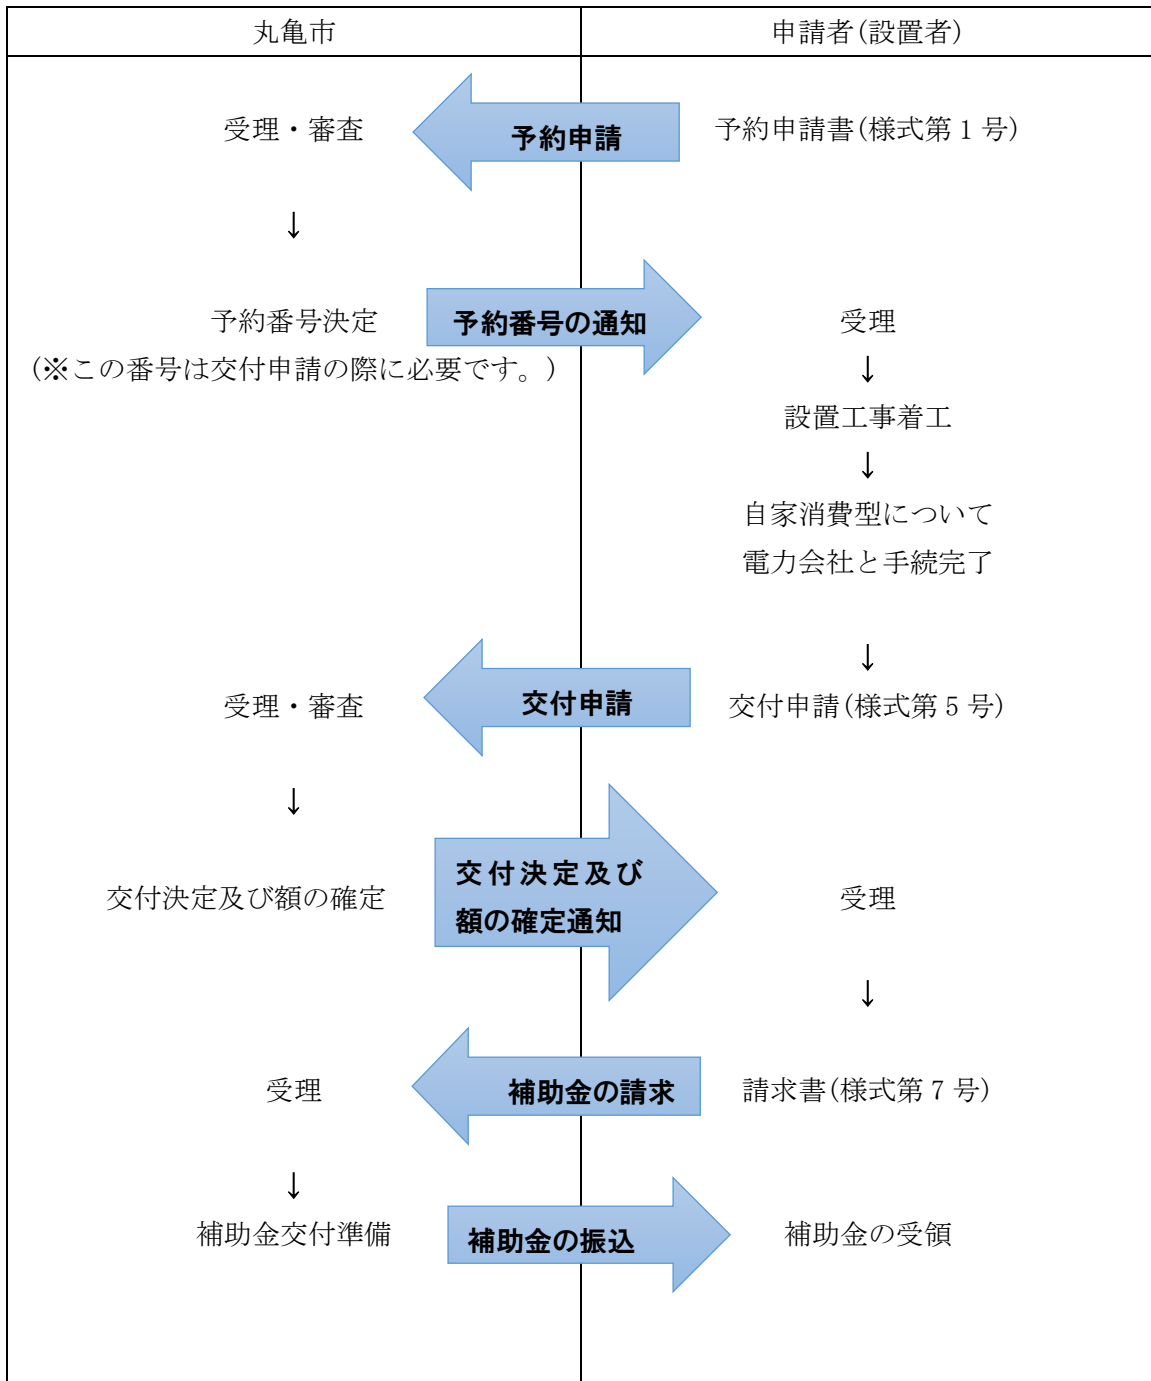 丸亀市
申請者(設置者)
受理・審査
予約申請
予約申請書(様式第1号)
↓
予約番号決定
予約番号の通知
受理
(※この番号は交付申請の際に必要です。)
↓
設置工事着工
↓
自家消費型について
電力会社と手続完了
↓
受理・審査
交付申請
交付申請(様式第5号)
↓
交付決定及び額の確定
交付決定及び
額の確定通知
受理
↓
受理
補助金の請求
請求書(様式第7号)
↓
補助金交付準備
補助金の振込
補助金の受領